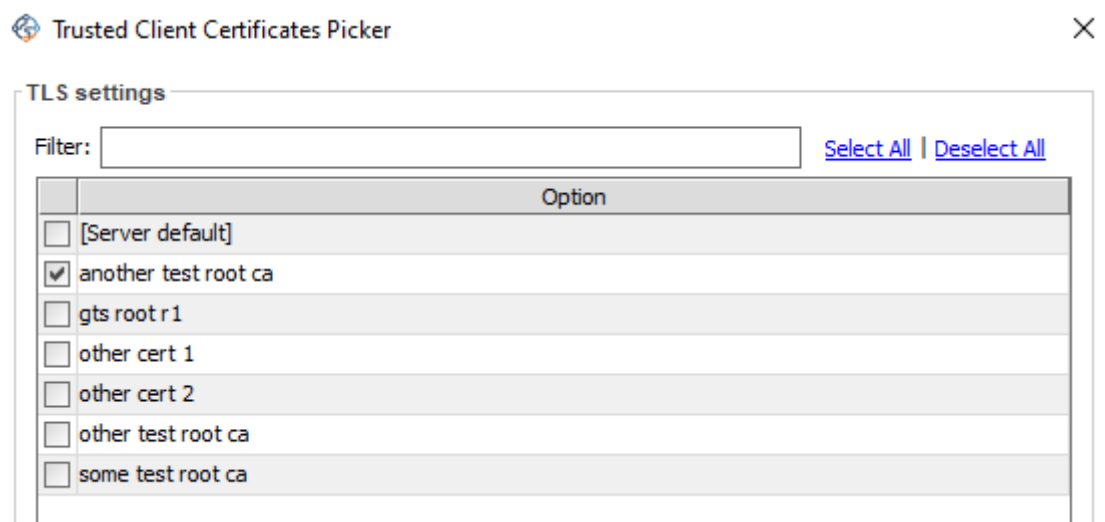 Trusted Client Certificates Picker
TLS settings
Filter: Select All | Deselect All
Option
[Server default]
another test root ca
gts root r1
other cert 1
other cert 2
other test root ca
some test root ca